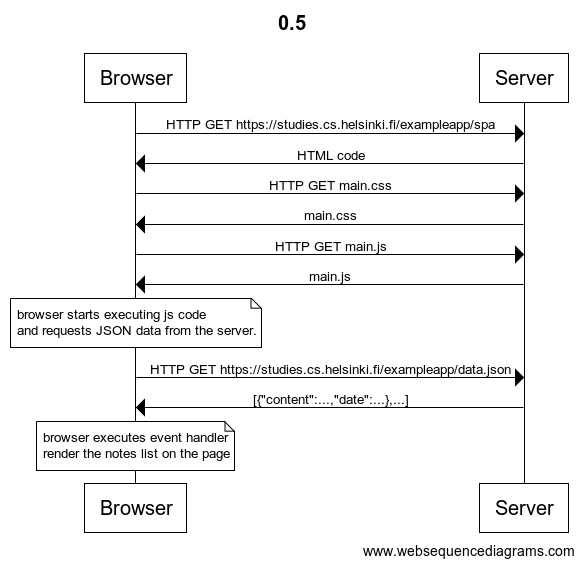 0.5
Browser
Server
HTTP GET https://studies.cs.helsinki.fi/exampleapp/spa
HTML code
HTTP GET main.css
main.css
HTTP GET main.js
main.js
browser starts executing js code
and requests JSON data from the server.
HTTP GET https://studies.cs.helsinki.fi/exampleapp/data.json
[{"content":...,"date":...},...]
browser executes event handler
render the notes list on the page
Browser
Server
www.websequencediagrams.com